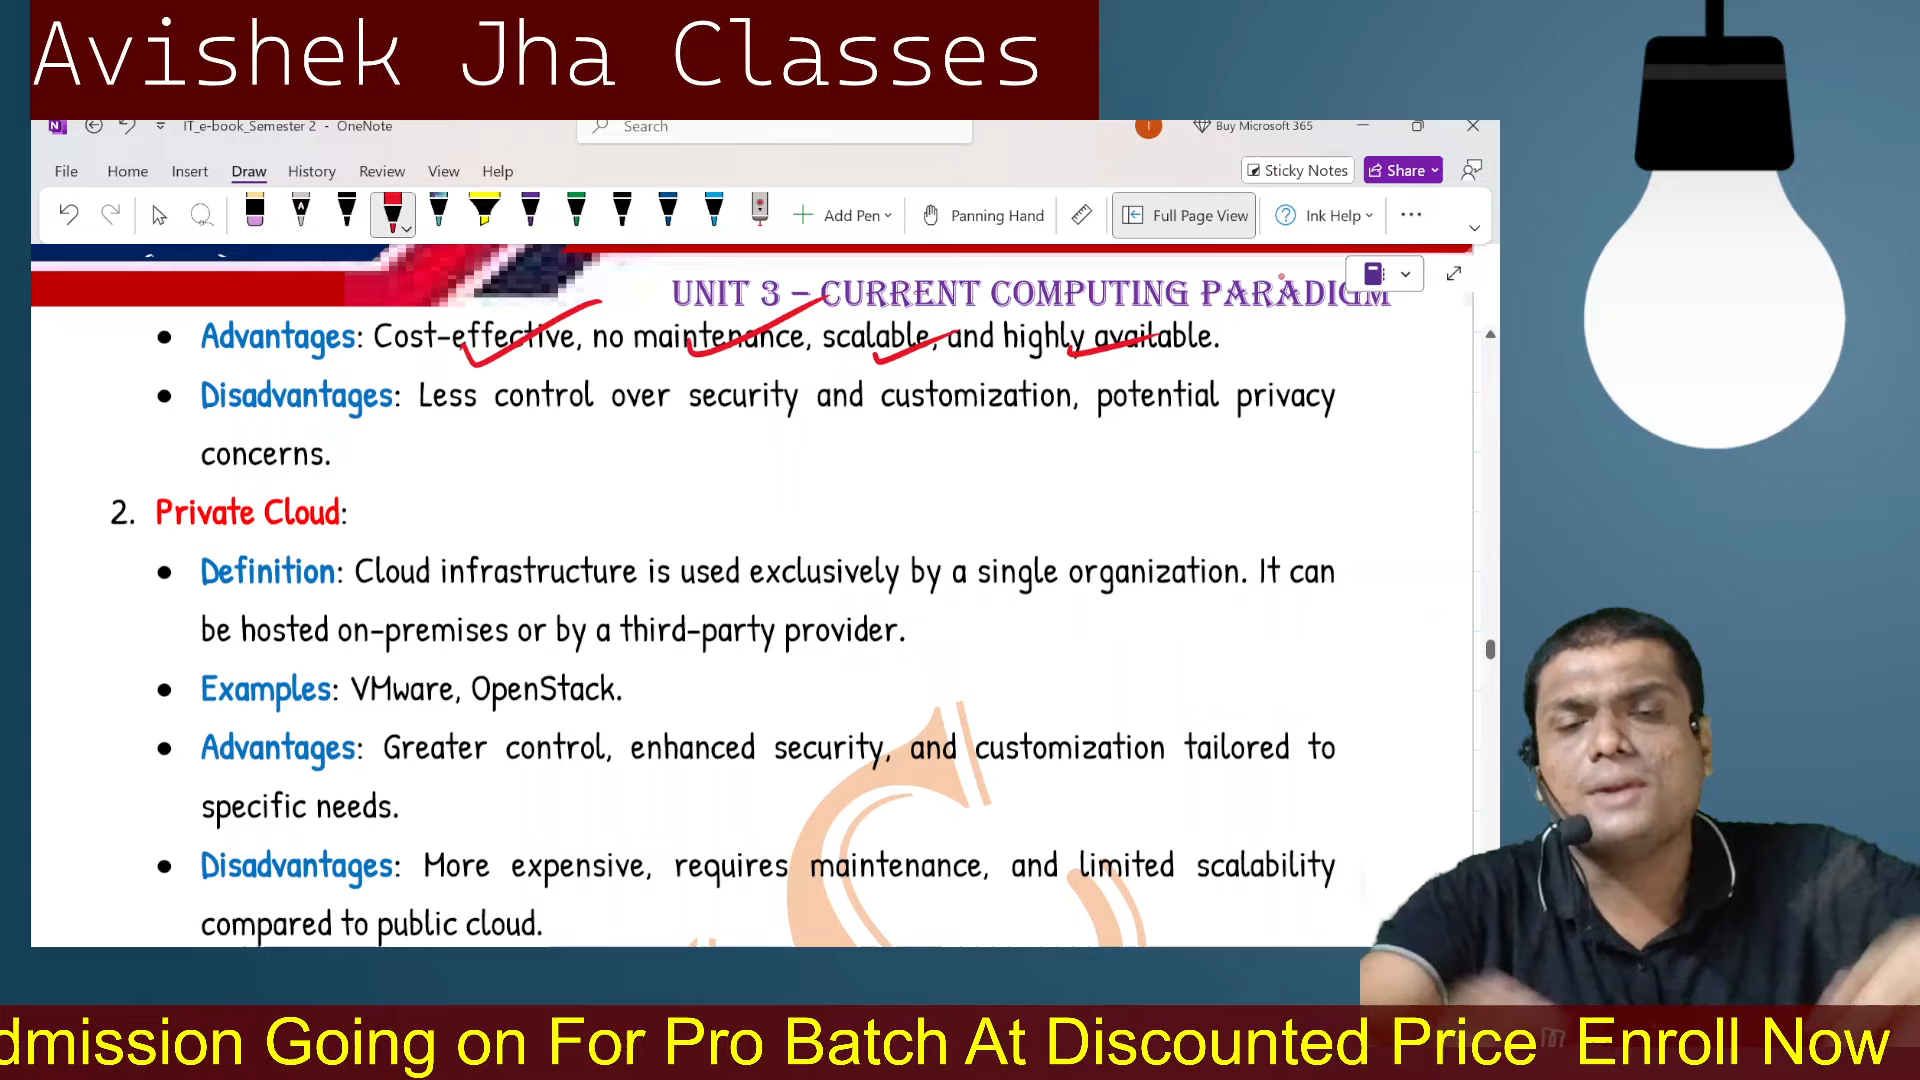 Avishek Jha Classes
IT_e-book_Semester 2 - OneNote
Search
Buy Microsoft 365
File Home Insert Draw History Review View Help
Sticky Notes
Share
Add Pen
Panning Hand
Full Page View
Ink Help
UNIT 3 – CURRENT COMPUTING PARADIGM
• Advantages: Cost-effective, no maintenance, scalable, and highly available.
• Disadvantages: Less control over security and customization, potential privacy
concerns.
2. Private Cloud:
• Definition: Cloud infrastructure is used exclusively by a single organization. It can
be hosted on-premises or by a third-party provider.
• Examples: VMware, OpenStack.
• Advantages: Greater control, enhanced security, and customization tailored to
specific needs.
• Disadvantages: More expensive, requires maintenance, and limited scalability
compared to public cloud.
dmission Going on For Pro Batch At Discounted Price Enroll Now